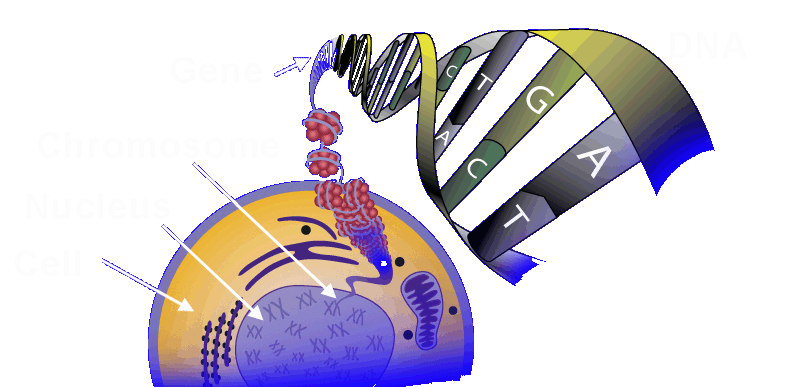 DNA
Gene
Chromosome
Nucleus
Cell
C T G A
A C T